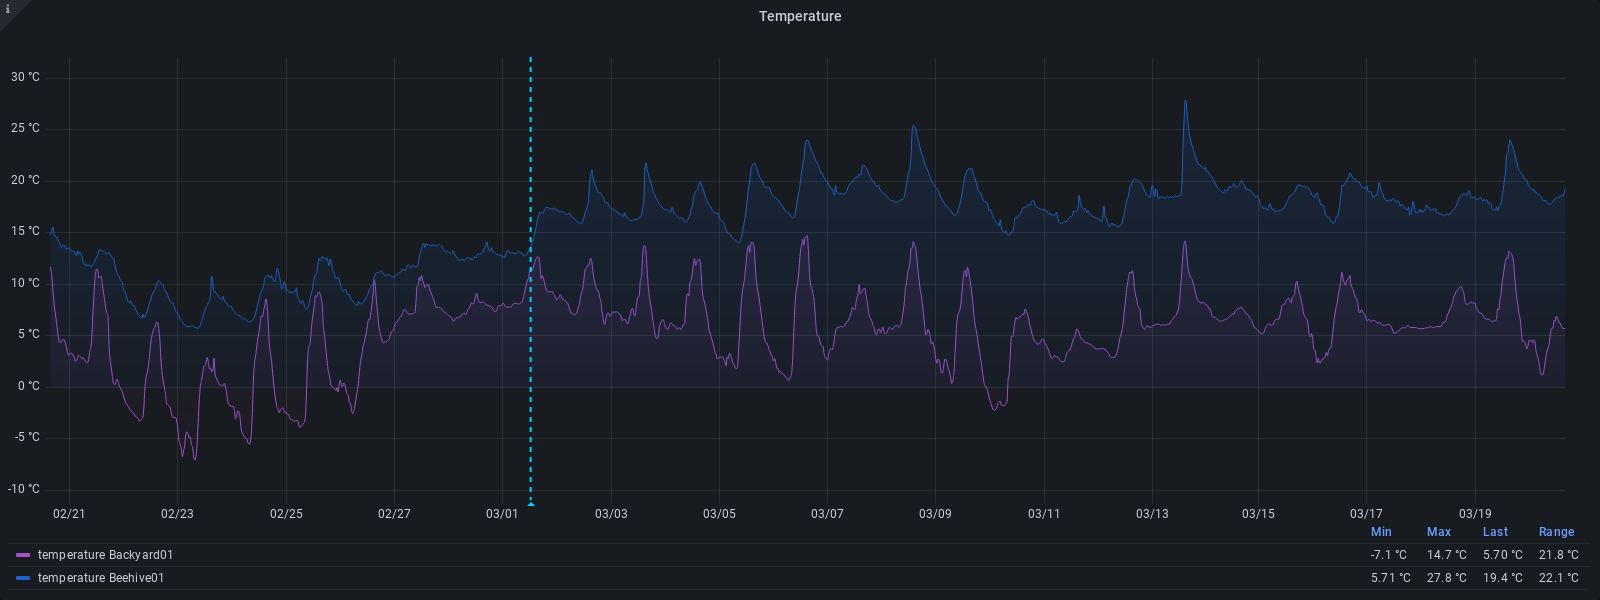 i
Temperature
30 °C
25 °C
20 °C
15 °C
10 °C
5 °C
0 °C
-5 °C
-10 °C
02/21 02/23 02/25 02/27 03/01 03/03 03/05 03/07 03/09 03/11 03/13 03/15 03/17 03/19
Min Max Last Range
temperature Backyard01 -7.1 °C 14.7 °C 5.70 °C 21.8 °C
temperature Beehive01 5.71 °C 27.8 °C 19.4 °C 22.1 °C